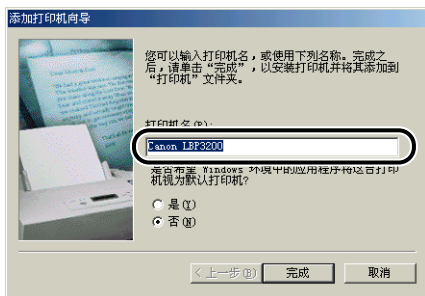 添加打印机向导
您可以输入打印机名，或使用下列名称。完成之
后，请单击“完成”，以安装打印机并将其添加到
“打印机”文件夹。
打印机名(P):
Canon LBP3200
是否希望 Windows 环境中的应用程序将这台打印
机视为默认打印机?
是(Y)
否(N)
< 上一步(B)
完成
取消